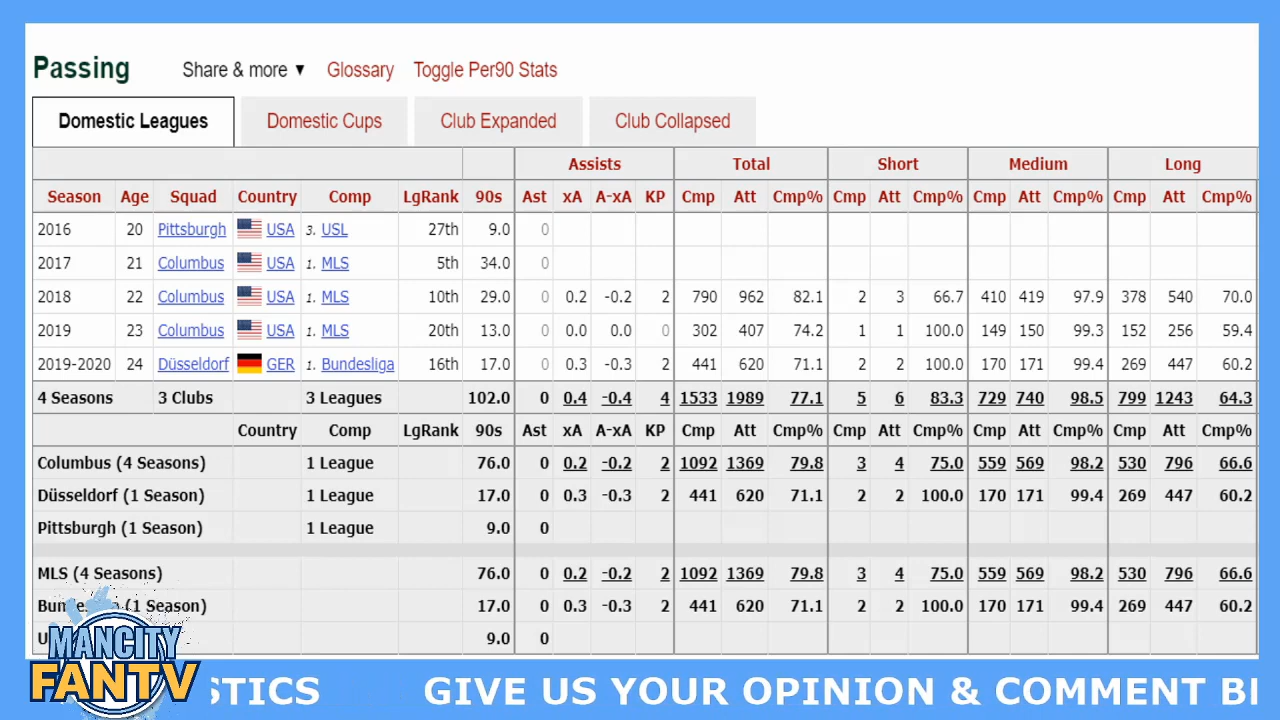 Passing Share & more ▼ Glossary Toggle Per90 Stats
Domestic Leagues Domestic Cups Club Expanded Club Collapsed
Assists Total Short Medium Long
Season Age Squad Country Comp LgRank 90s Ast xA A-xA KP Cmp Att Cmp% Cmp Att Cmp% Cmp Att Cmp% Cmp Att Cmp%
2016 20 Pittsburgh USA 3. USL 27th 9.0 0
2017 21 Columbus USA 1. MLS 5th 34.0 0
2018 22 Columbus USA 1. MLS 10th 29.0 0 0.2 -0.2 2 790 962 82.1 2 3 66.7 410 419 97.9 378 540 70.0
2019 23 Columbus USA 1. MLS 20th 13.0 0 0.0 0.0 0 302 407 74.2 1 1 100.0 149 150 99.3 152 256 59.4
2019-2020 24 Düsseldorf GER 1. Bundesliga 16th 17.0 0 0.3 -0.3 2 441 620 71.1 2 2 100.0 170 171 99.4 269 447 60.2
4 Seasons 3 Clubs 3 Leagues 102.0 0 0.4 -0.4 4 1533 1989 77.1 5 6 83.3 729 740 98.5 799 1243 64.3
Country Comp LgRank 90s Ast xA A-xA KP Cmp Att Cmp% Cmp Att Cmp% Cmp Att Cmp% Cmp Att Cmp%
Columbus (4 Seasons) 1 League 76.0 0 0.2 -0.2 2 1092 1369 79.8 3 4 75.0 559 569 98.2 530 796 66.6
Düsseldorf (1 Season) 1 League 17.0 0 0.3 -0.3 2 441 620 71.1 2 2 100.0 170 171 99.4 269 447 60.2
Pittsburgh (1 Season) 1 League 9.0 0
MLS (4 Seasons) 76.0 0 0.2 -0.2 2 1092 1369 79.8 3 4 75.0 559 569 98.2 530 796 66.6
(1 Season) 17.0 0 0.3 -0.3 2 441 620 71.1 2 2 100.0 170 171 99.4 269 447 60.2
9.0 0
MANCITY
FANTV
STICS GIVE US YOUR OPINION & COMMENT